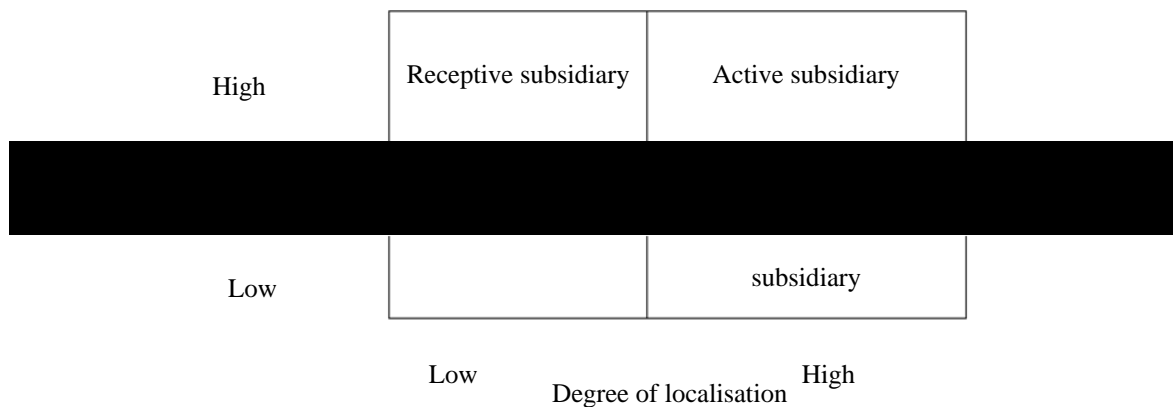 Receptive subsidiary
Active subsidiary
High
Low
subsidiary
Low
High
Degree of localisation